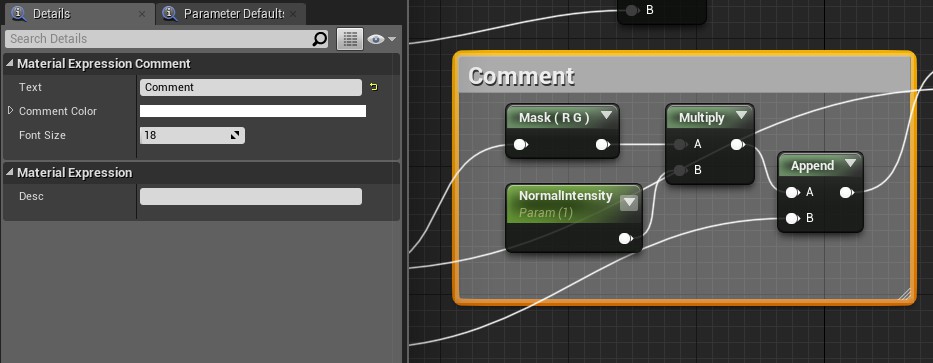 Details
Parameter Defaults
Search Details
Material Expression Comment
Text
Comment
Comment Color
Font Size
18
Material Expression
Desc
B
Comment
Mask ( R G )
Multiply
A
B
NormalIntensity
Param (1)
Append
A
B